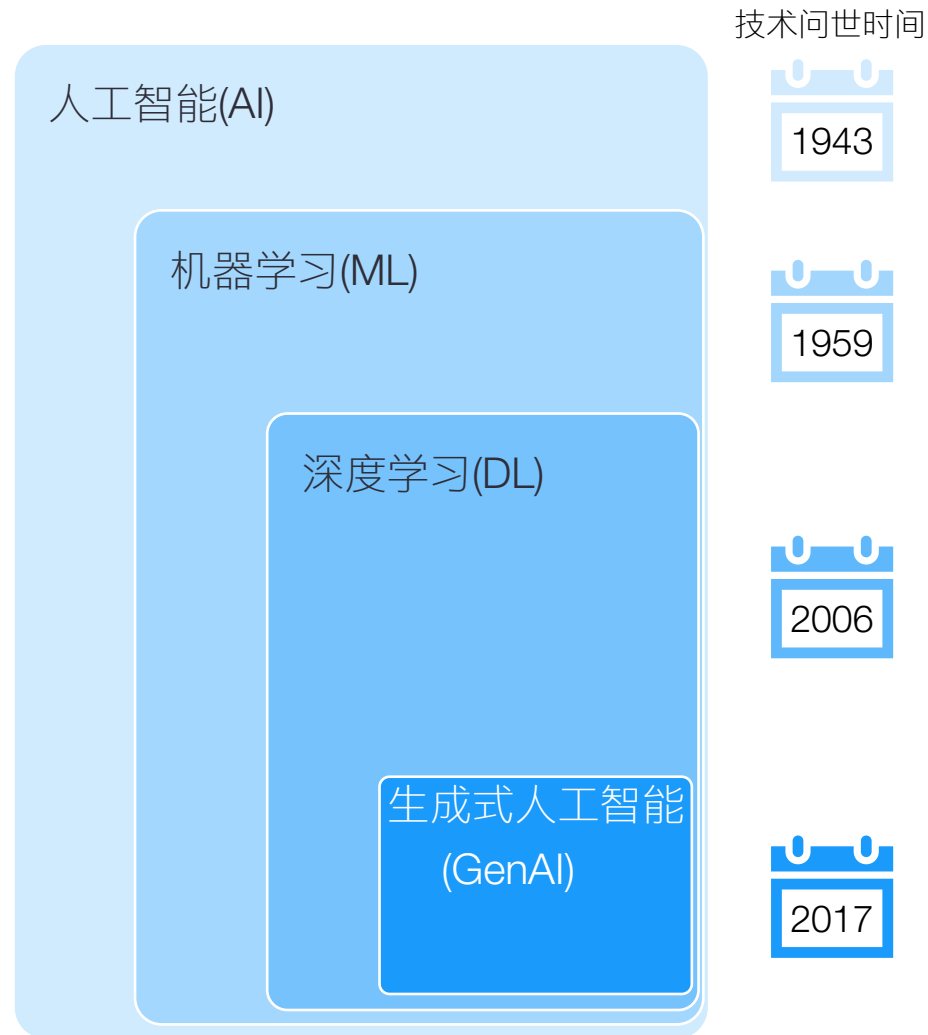 技术问世时间
人工智能(AI)
1943
机器学习(ML)
1959
深度学习(DL)
2006
生成式人工智能
(GenAI)
2017